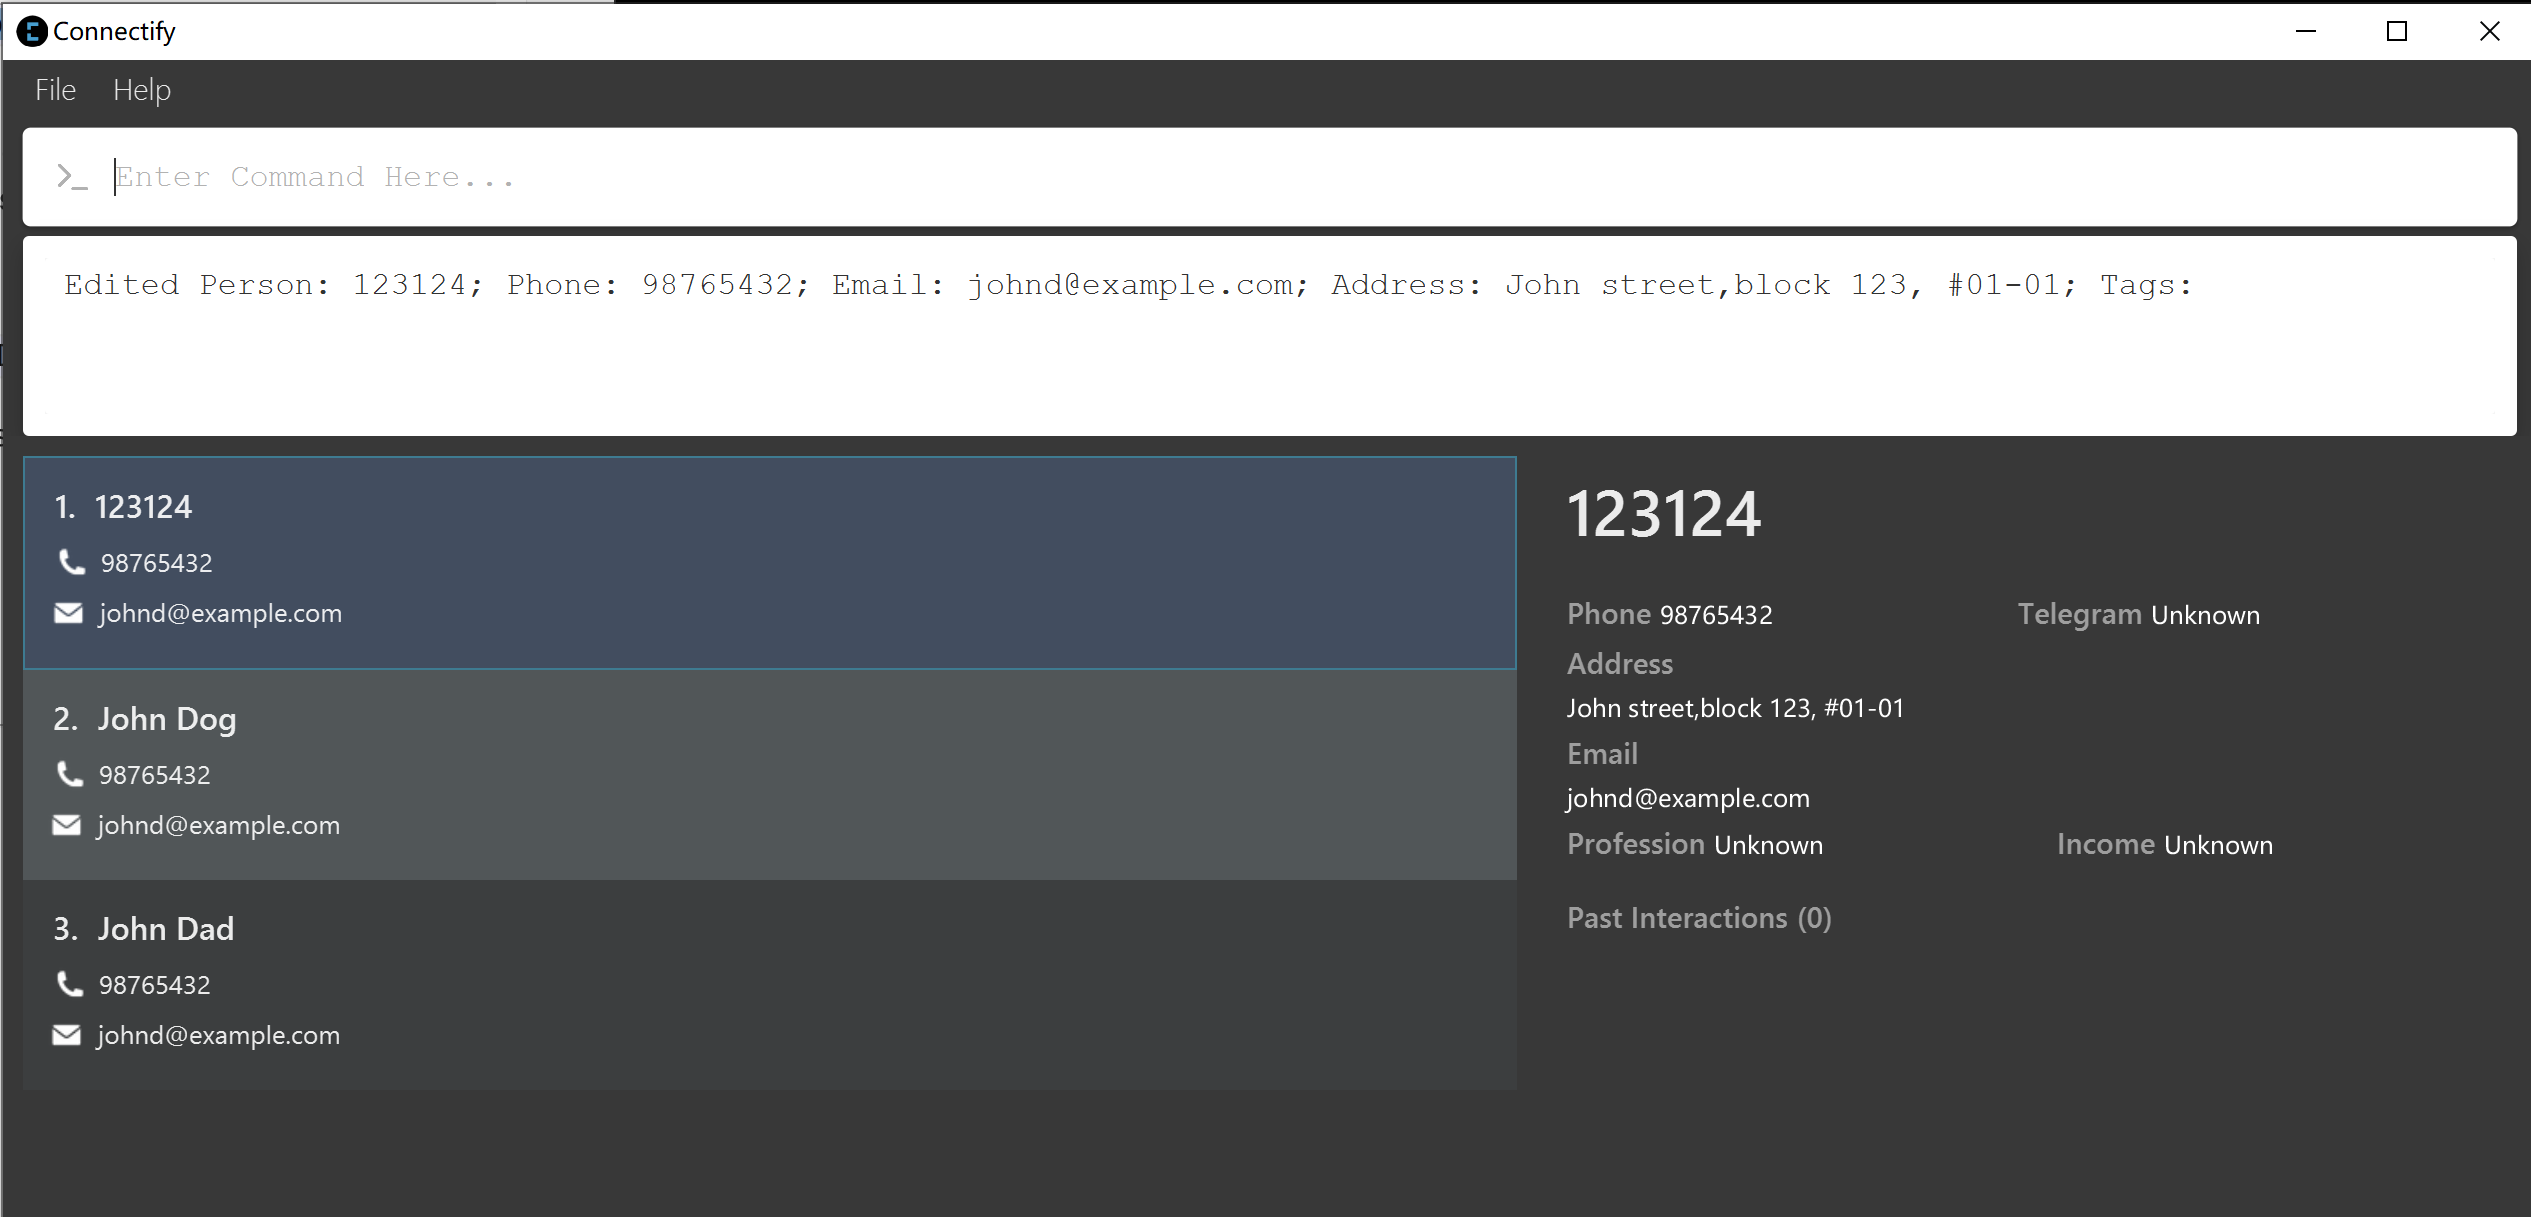 Connectify
File Help
>_ Enter Command Here...
Edited Person: 123124; Phone: 98765432; Email: johnd@example.com; Address: John street,block 123, #01-01; Tags:
1. 123124
98765432
johnd@example.com
2. John Dog
98765432
johnd@example.com
3. John Dad
98765432
johnd@example.com
123124
Phone 98765432 Telegram Unknown
Address
John street,block 123, #01-01
Email
johnd@example.com
Profession Unknown Income Unknown
Past Interactions (0)